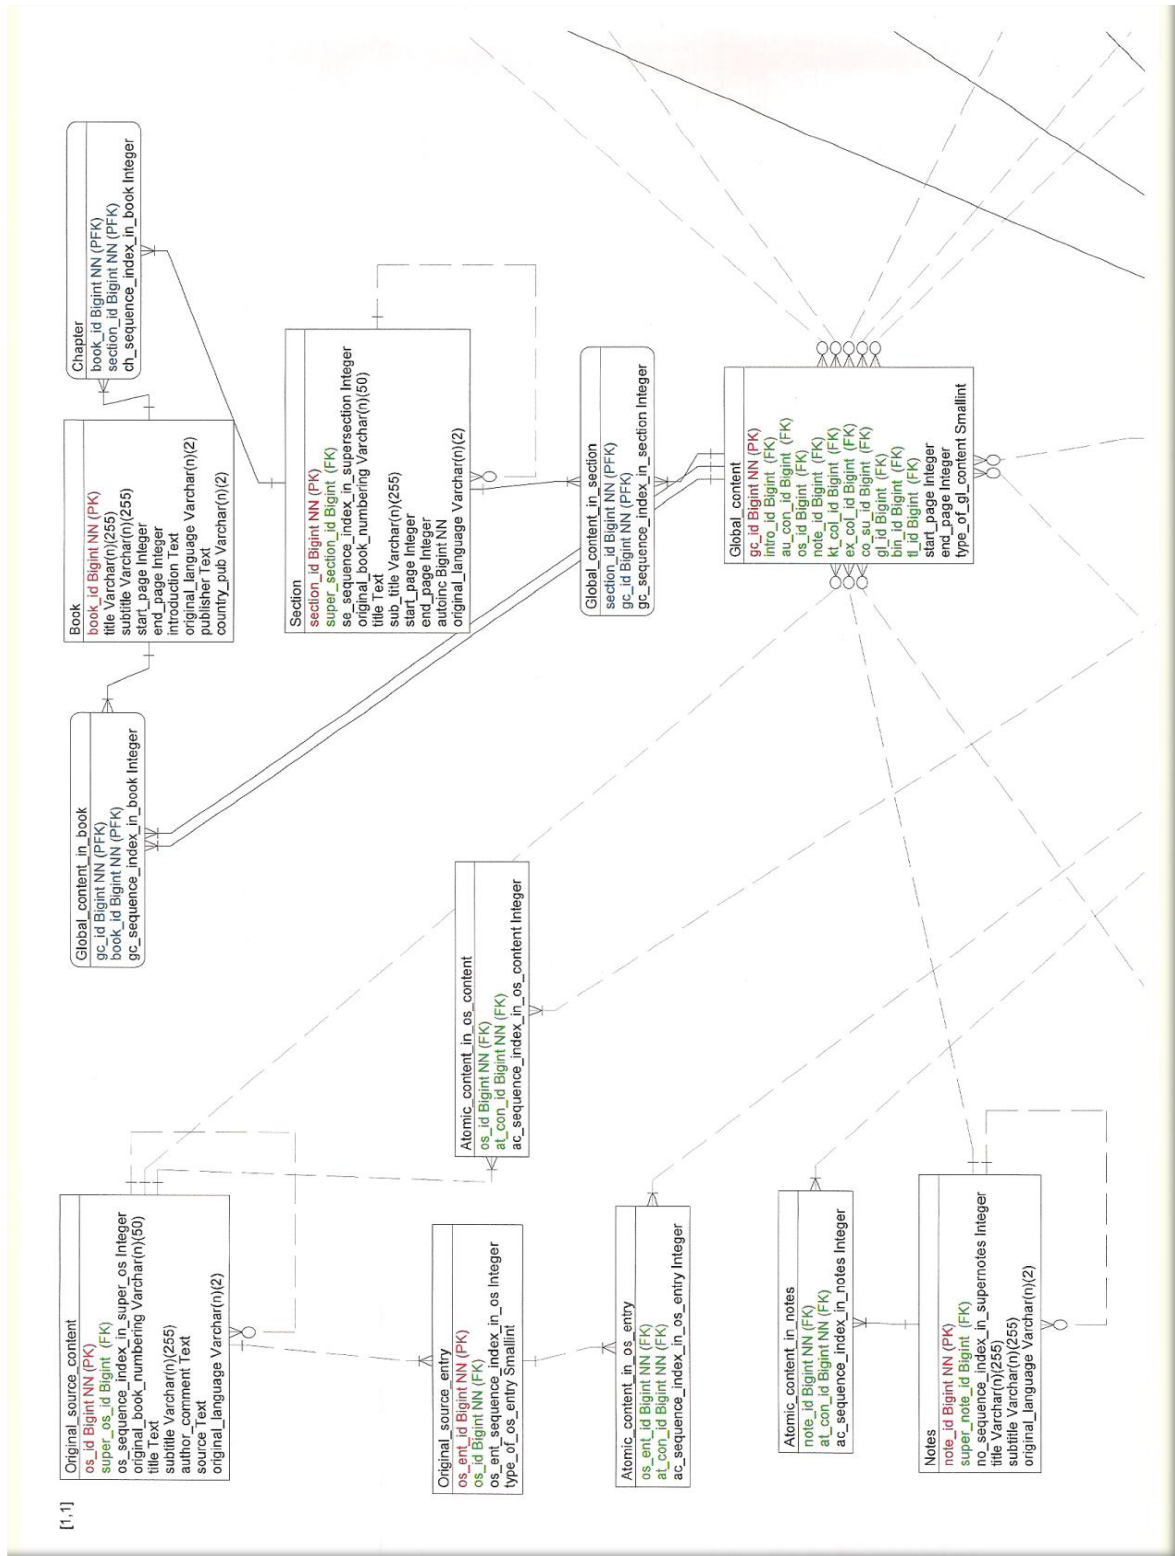 [1,1]
Original_source_content
os_id Bigint NN (PK)
super_os_id Bigint (FK)
os_sequence_index_in_super_os Integer
original_book_numbering Varchar(n)(50)
title Text
subtitle Varchar(n)(255)
author_comment Text
source Text
original_language Varchar(n)(2)
Global_content_in_book
gc_id Bigint NN (PFK)
book_id Bigint NN (PFK)
gc_sequence_index_in_book Integer
Book
book_id Bigint NN (PK)
title Varchar(n)(255)
subtitle Varchar(n)(255)
start_page Integer
end_page Integer
introduction Text
original_language Varchar(n)(2)
publisher Text
country_pub Varchar(n)(2)
Chapter
book_id Bigint NN (PFK)
section_id Bigint NN (PFK)
ch_sequence_index_in_book Integer
Section
section_id Bigint NN (PK)
super_section_id Bigint (FK)
se_sequence_index_in_supersection Integer
original_book_numbering Varchar(n)(50)
title Text
sub_title Varchar(n)(255)
start_page Integer
end_page Integer
autoinc Bigint NN
original_language Varchar(n)(2)
Original_source_entry
os_ent_id Bigint NN (PK)
os_id Bigint NN (FK)
os_ent_sequence_index_in_os Integer
type_of_os_entry Smallint
Atomic_content_in_os_content
os_id Bigint NN (FK)
at_con_id Bigint NN (FK)
ac_sequence_index_in_os_content Integer
Global_content_in_section
section_id Bigint NN (PFK)
gc_id Bigint NN (PFK)
gc_sequence_index_in_section Integer
Atomic_content_in_os_entry
os_ent_id Bigint NN (FK)
at_con_id Bigint NN (FK)
ac_sequence_index_in_os_entry Integer
Global_content
gc_id Bigint NN (PK)
intro_id Bigint (FK)
au_con_id Bigint (FK)
os_id Bigint (FK)
note_id Bigint (FK)
kt_col_id Bigint (FK)
ex_col_id Bigint (FK)
co_su_id Bigint (FK)
gl_id Bigint (FK)
bin_id Bigint (FK)
tl_id Bigint (FK)
start_page Integer
end_page Integer
type_of_gl_content Smallint
Atomic_content_in_notes
note_id Bigint NN (FK)
at_con_id Bigint NN (FK)
ac_sequence_index_in_notes Integer
Notes
note_id Bigint NN (PK)
super_note_id Bigint (FK)
no_sequence_index_in_supernotes Integer
title Varchar(n)(255)
subtitle Varchar(n)(255)
original_language Varchar(n)(2)